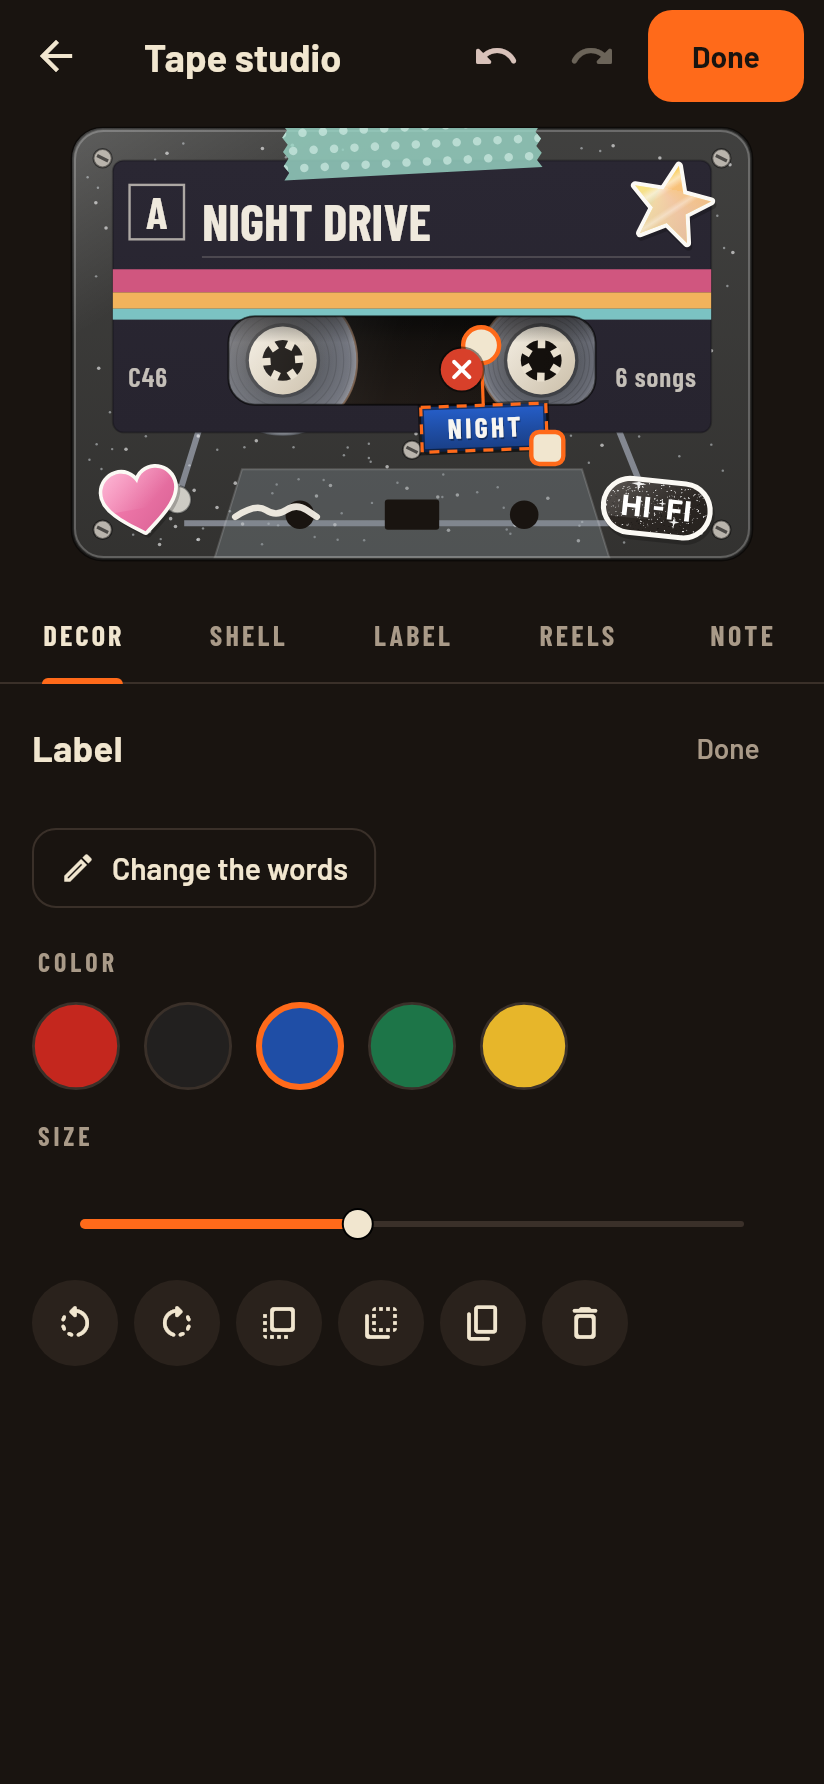 Tape studio
Done
A
NIGHT DRIVE
C46
6 songs
NIGHT
HI-FI
DECOR
SHELL
LABEL
REELS
NOTE
Label
Done
Change the words
COLOR
SIZE